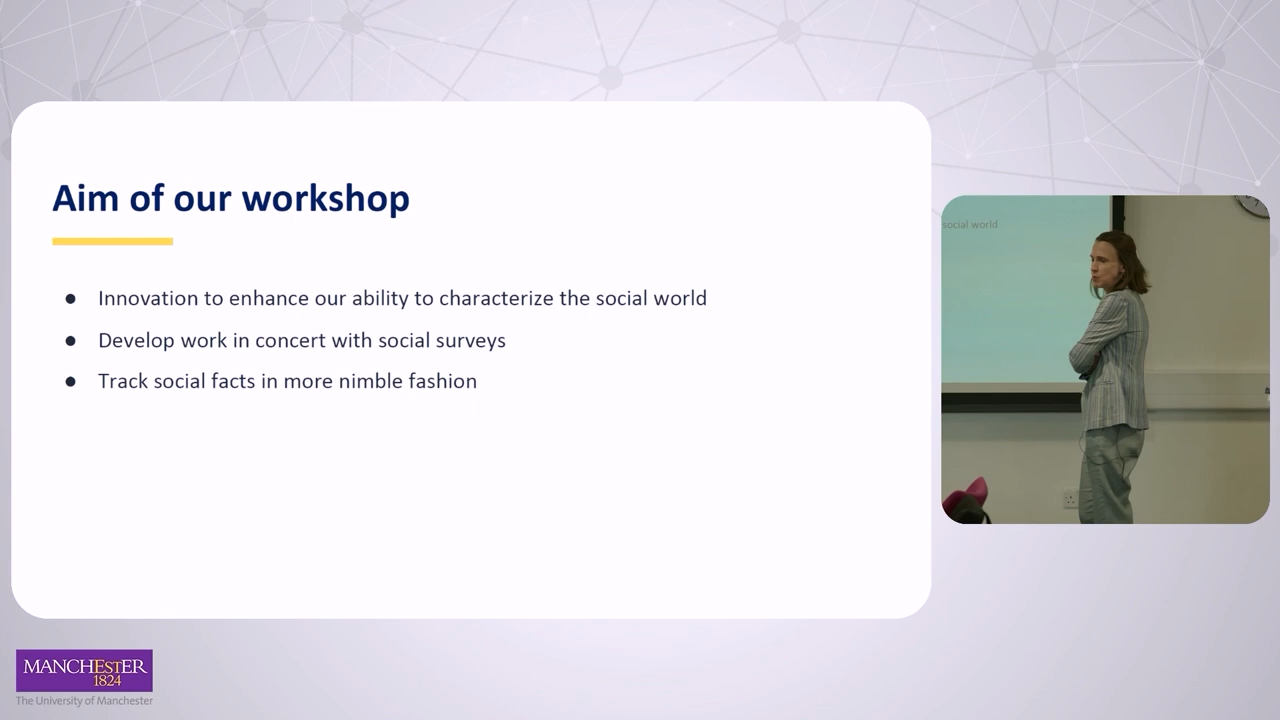 Aim of our workshop
● Innovation to enhance our ability to characterize the social world
● Develop work in concert with social surveys
● Track social facts in more nimble fashion
social world
MANCHESTER
1824
The University of Manchester